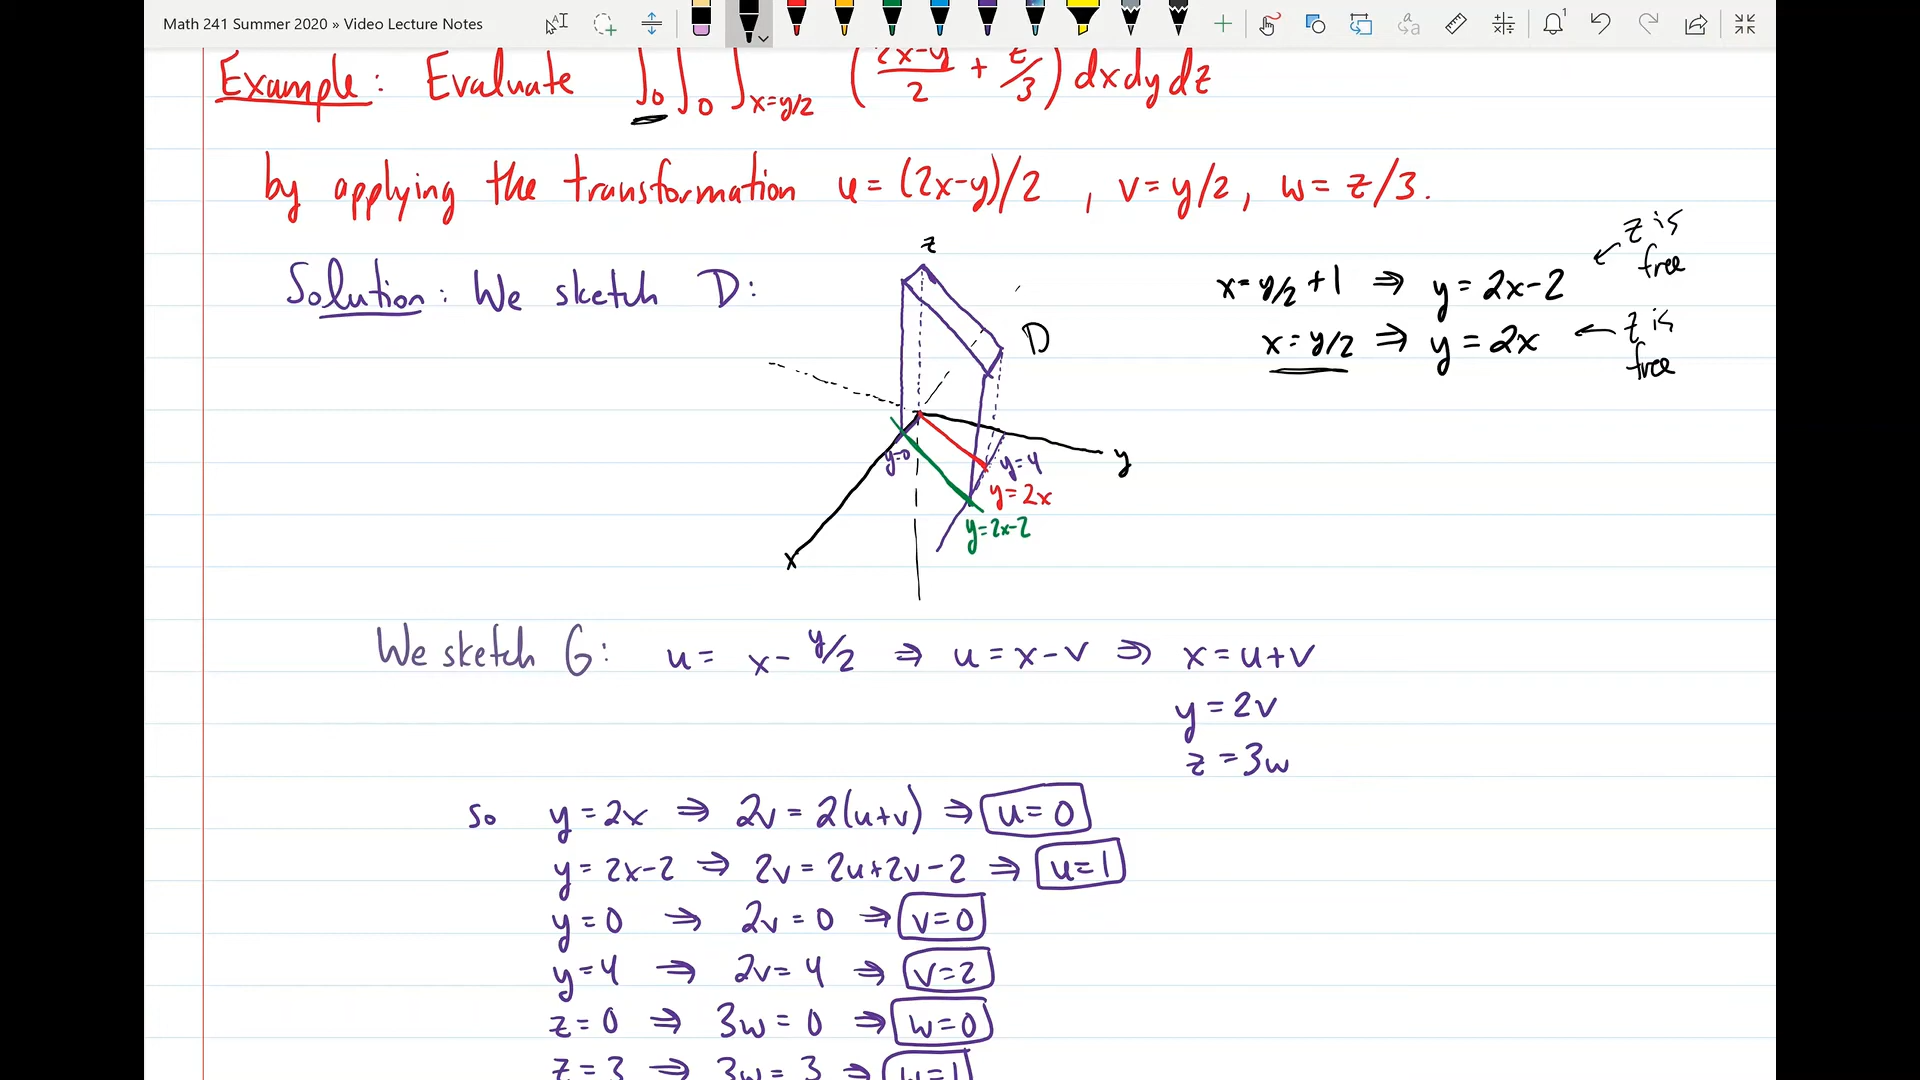 Math 241 Summer 2020 » Video Lecture Notes
Example: Evaluate ∫₀ ∫₀ ∫ₓ₌y/2 ((2x-y)/2 + z/3) dx dy dz
by applying the transformation u = (2x-y)/2 , v = y/2, w = z/3.
Solution: We sketch D:
z
D
y
x
y=0
y=4
y=2x
y=2x-2
x = y/2 + 1 ⇒ y = 2x-2 ← z is free
x = y/2 ⇒ y = 2x ← z is free
We sketch G: u = x - y/2 ⇒ u = x-v ⇒ x = u+v
y = 2v
z = 3w
So y = 2x ⇒ 2v = 2(u+v) ⇒ u=0
y = 2x-2 ⇒ 2v = 2u+2v-2 ⇒ u=1
y = 0 ⇒ 2v = 0 ⇒ v=0
y = 4 ⇒ 2v = 4 ⇒ v=2
z = 0 ⇒ 3w = 0 ⇒ w=0
z = 3 ⇒ 3w = 3 ⇒ w=1